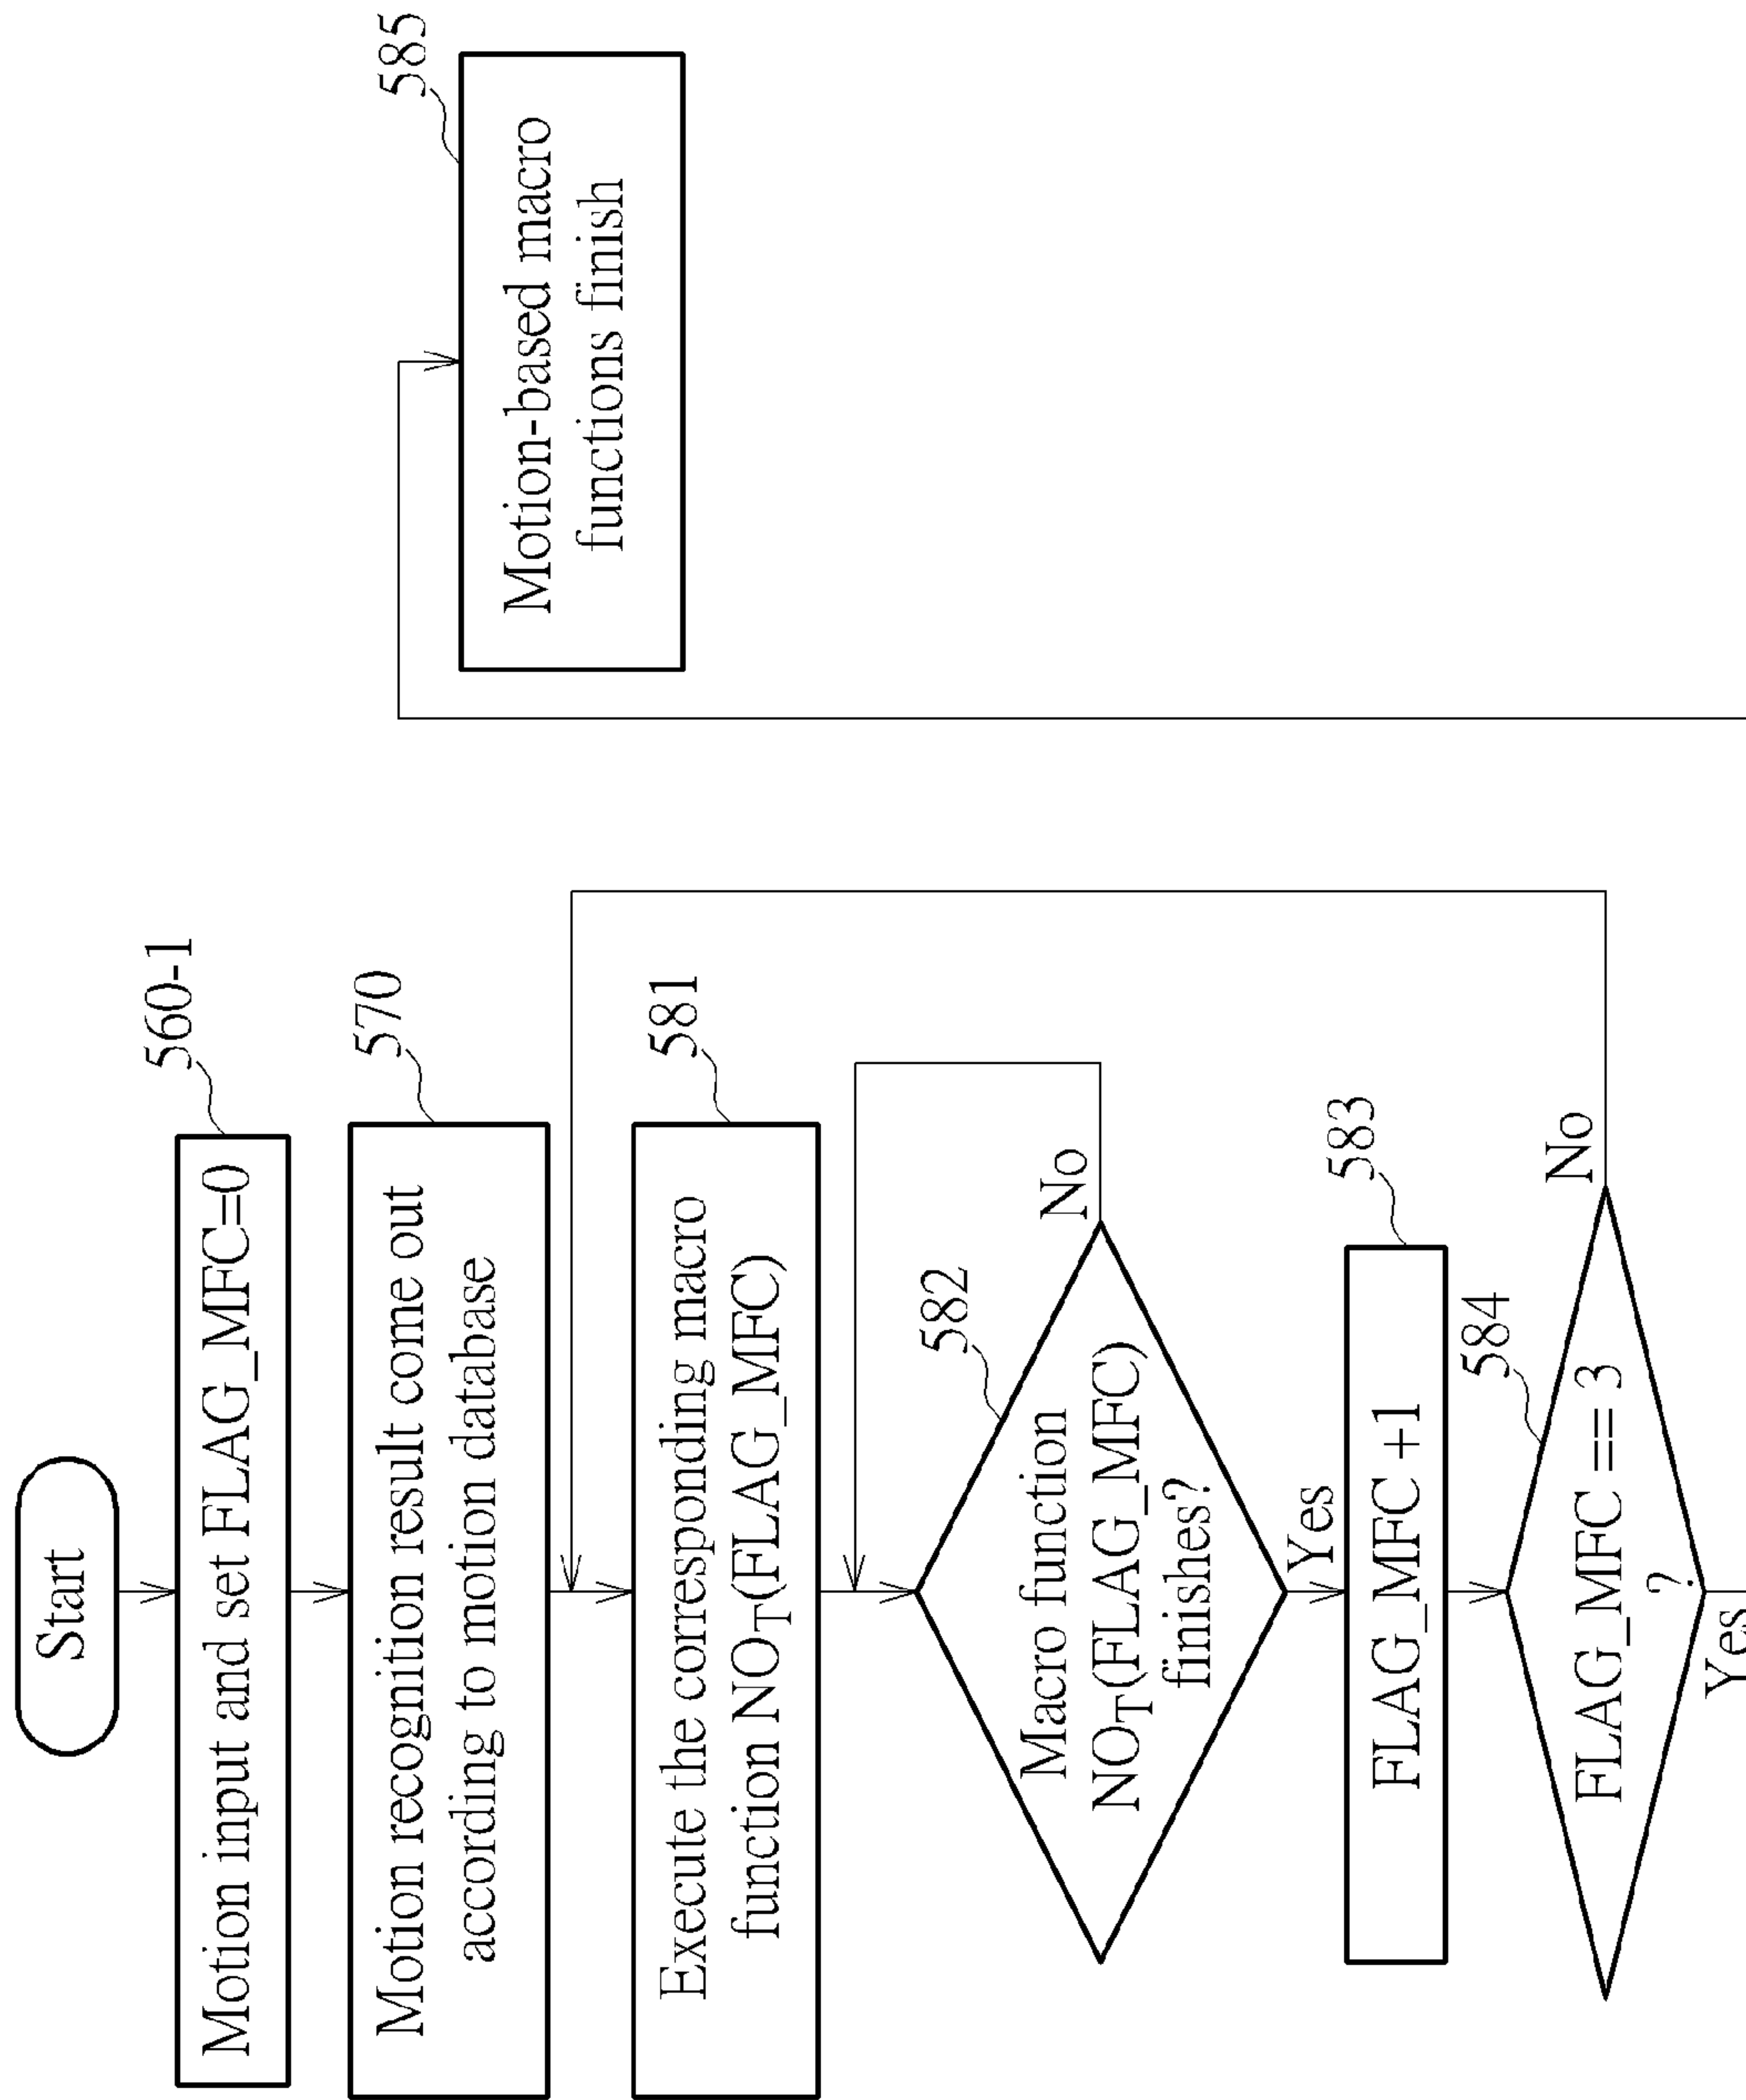 Start
560-1
Motion input and set FLAG_MFC=0
570
Motion recognition result come out
according to motion database
581
Execute the corresponding macro
function NOT(FLAG_MFC)
582
Macro function
NOT(FLAG_MFC)
finishes?
No
Yes
583
FLAG_MFC +1
584
FLAG_MFC == 3
?
No
Yes
585
Motion-based macro
functions finish